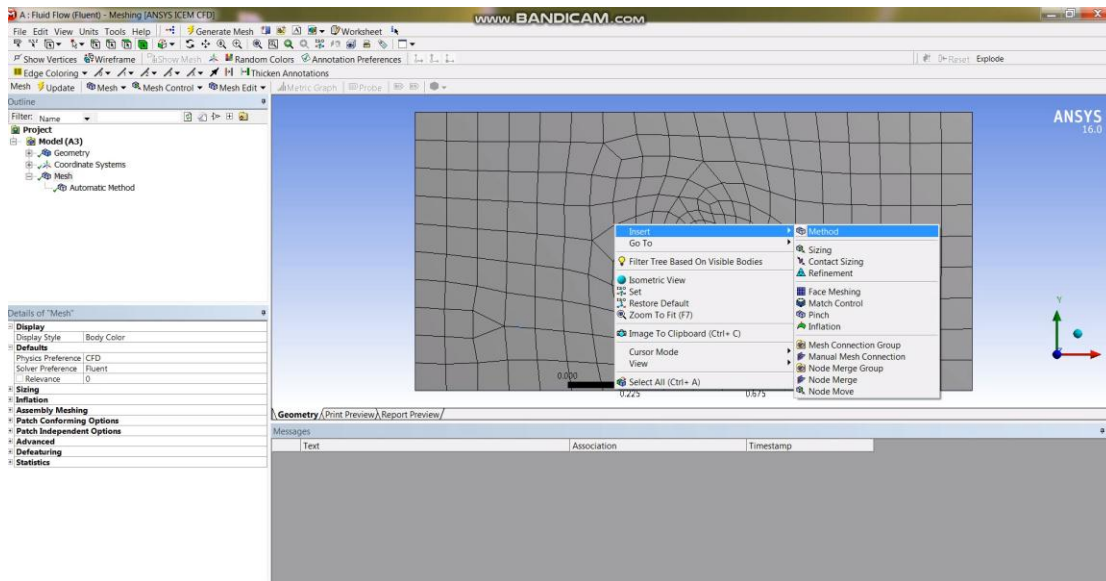 A : Fluid Flow (Fluent) - Meshing [ANSYS ICEM CFD]
www.BANDICAM.com
File Edit View Units Tools Help Generate Mesh Worksheet
Show Vertices Wireframe Show Mesh Random Colors Annotation Preferences Reset Explode
Edge Coloring Thicken Annotations
Mesh Update Mesh Mesh Control Mesh Edit Metric Graph Probe
Outline
Filter: Name
Project
Model (A3)
Geometry
Coordinate Systems
Mesh
Automatic Method
ANSYS
16.0
Insert
Go To
Filter Tree Based On Visible Bodies
Isometric View
Set
Restore Default
Zoom To Fit (F7)
Image To Clipboard (Ctrl+ C)
Cursor Mode
View
Select All (Ctrl+ A)
Method
Sizing
Contact Sizing
Refinement
Face Meshing
Match Control
Pinch
Inflation
Mesh Connection Group
Manual Mesh Connection
Node Merge Group
Node Merge
Node Move
Y
0.000
0.225 0.675
Details of "Mesh"
Display
Display Style Body Color
Defaults
Physics Preference CFD
Solver Preference Fluent
Relevance 0
Sizing
Inflation
Assembly Meshing
Patch Conforming Options
Patch Independent Options
Advanced
Defeaturing
Statistics
Geometry Print Preview Report Preview
Messages
Text Association Timestamp